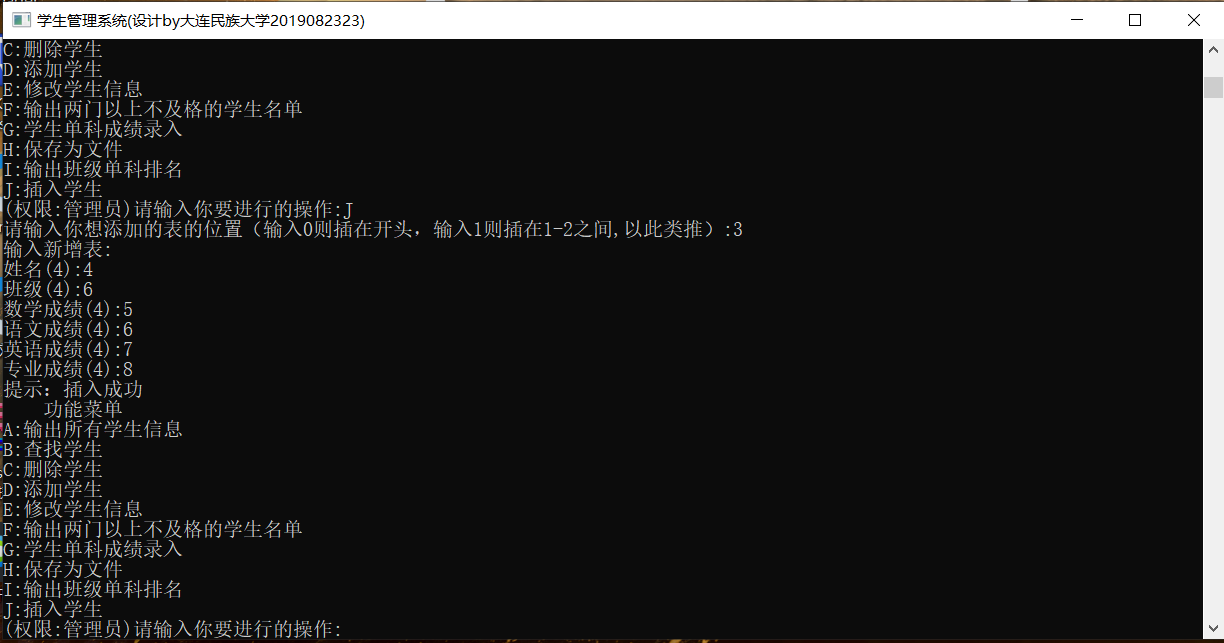 学生管理系统(设计by大连民族大学2019082323)
C:删除学生
D:添加学生
E:修改学生信息
F:输出两门以上不及格的学生名单
G:学生单科成绩录入
H:保存为文件
I:输出班级单科排名
J:插入学生
(权限:管理员)请输入你要进行的操作:J
请输入你想添加的表的位置（输入0则插在开头，输入1则插在1-2之间,以此类推）:3
输入新增表:
姓名(4):4
班级(4):6
数学成绩(4):5
语文成绩(4):6
英语成绩(4):7
专业成绩(4):8
提示：插入成功
功能菜单
A:输出所有学生信息
B:查找学生
C:删除学生
D:添加学生
E:修改学生信息
F:输出两门以上不及格的学生名单
G:学生单科成绩录入
H:保存为文件
I:输出班级单科排名
J:插入学生
(权限:管理员)请输入你要进行的操作: